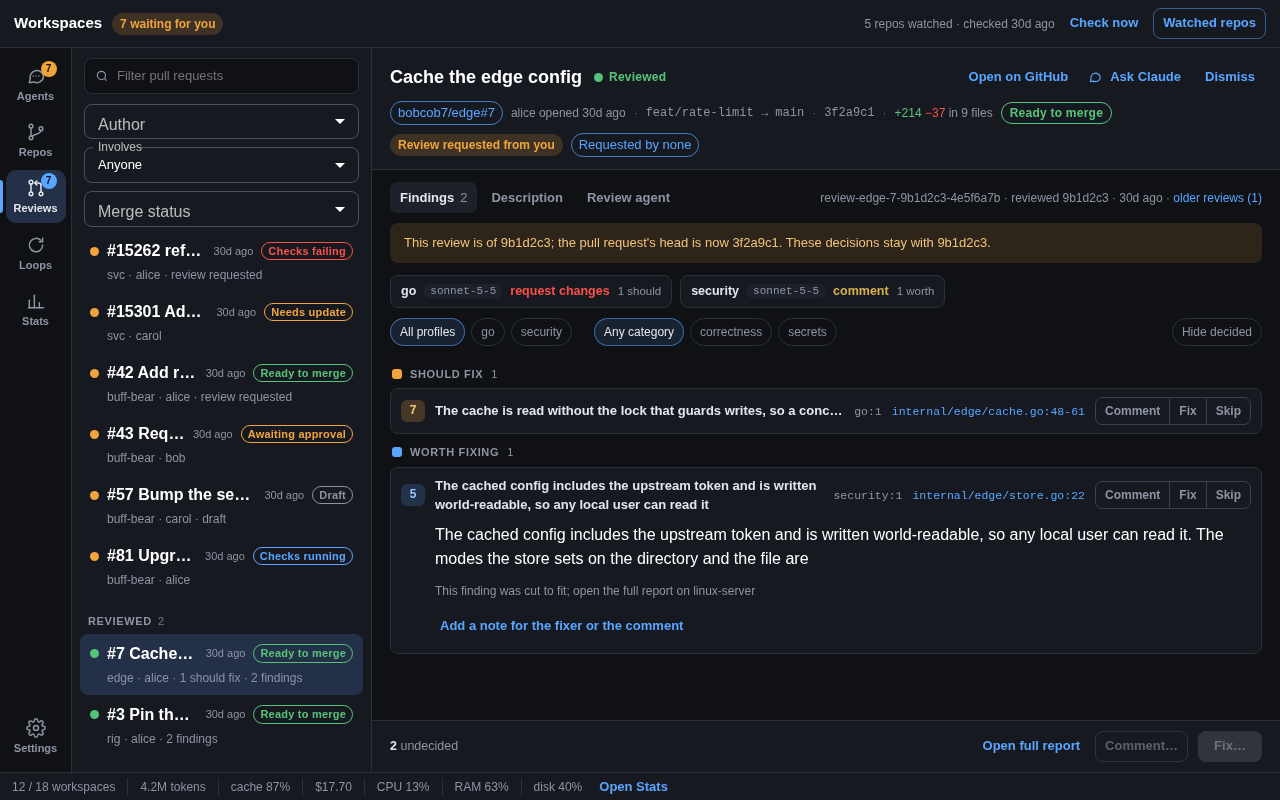 Workspaces 7 waiting for you 5 repos watched · checked 30d ago Check now Watched repos
7
Agents
Repos
7
Reviews
Loops
Stats
Settings
Filter pull requests
Author
Involves
Anyone
Merge status
#15262 ref… 30d ago Checks failing
svc · alice · review requested
#15301 Ad… 30d ago Needs update
svc · carol
#42 Add r… 30d ago Ready to merge
buff-bear · alice · review requested
#43 Req… 30d ago Awaiting approval
buff-bear · bob
#57 Bump the se… 30d ago Draft
buff-bear · carol · draft
#81 Upgr… 30d ago Checks running
buff-bear · alice
REVIEWED 2
#7 Cache… 30d ago Ready to merge
edge · alice · 1 should fix · 2 findings
#3 Pin th… 30d ago Ready to merge
rig · alice · 2 findings
Cache the edge config Reviewed Open on GitHub Ask Claude Dismiss
bobcob7/edge#7 alice opened 30d ago · feat/rate-limit → main · 3f2a9c1 · +214 −37 in 9 files Ready to merge
Review requested from you Requested by none
Findings 2 Description Review agent review-edge-7-9b1d2c3-4e5f6a7b · reviewed 9b1d2c3 · 30d ago · older reviews (1)
This review is of 9b1d2c3; the pull request's head is now 3f2a9c1. These decisions stay with 9b1d2c3.
go sonnet-5-5 request changes 1 should security sonnet-5-5 comment 1 worth
All profiles go security Any category correctness secrets Hide decided
SHOULD FIX 1
7 The cache is read without the lock that guards writes, so a conc… go:1 internal/edge/cache.go:48-61 Comment Fix Skip
WORTH FIXING 1
5 The cached config includes the upstream token and is written
world-readable, so any local user can read it security:1 internal/edge/store.go:22 Comment Fix Skip
The cached config includes the upstream token and is written world-readable, so any local user can read it. The
modes the store sets on the directory and the file are
This finding was cut to fit; open the full report on linux-server
Add a note for the fixer or the comment
2 undecided Open full report Comment… Fix…
12 / 18 workspaces 4.2M tokens cache 87% $17.70 CPU 13% RAM 63% disk 40% Open Stats